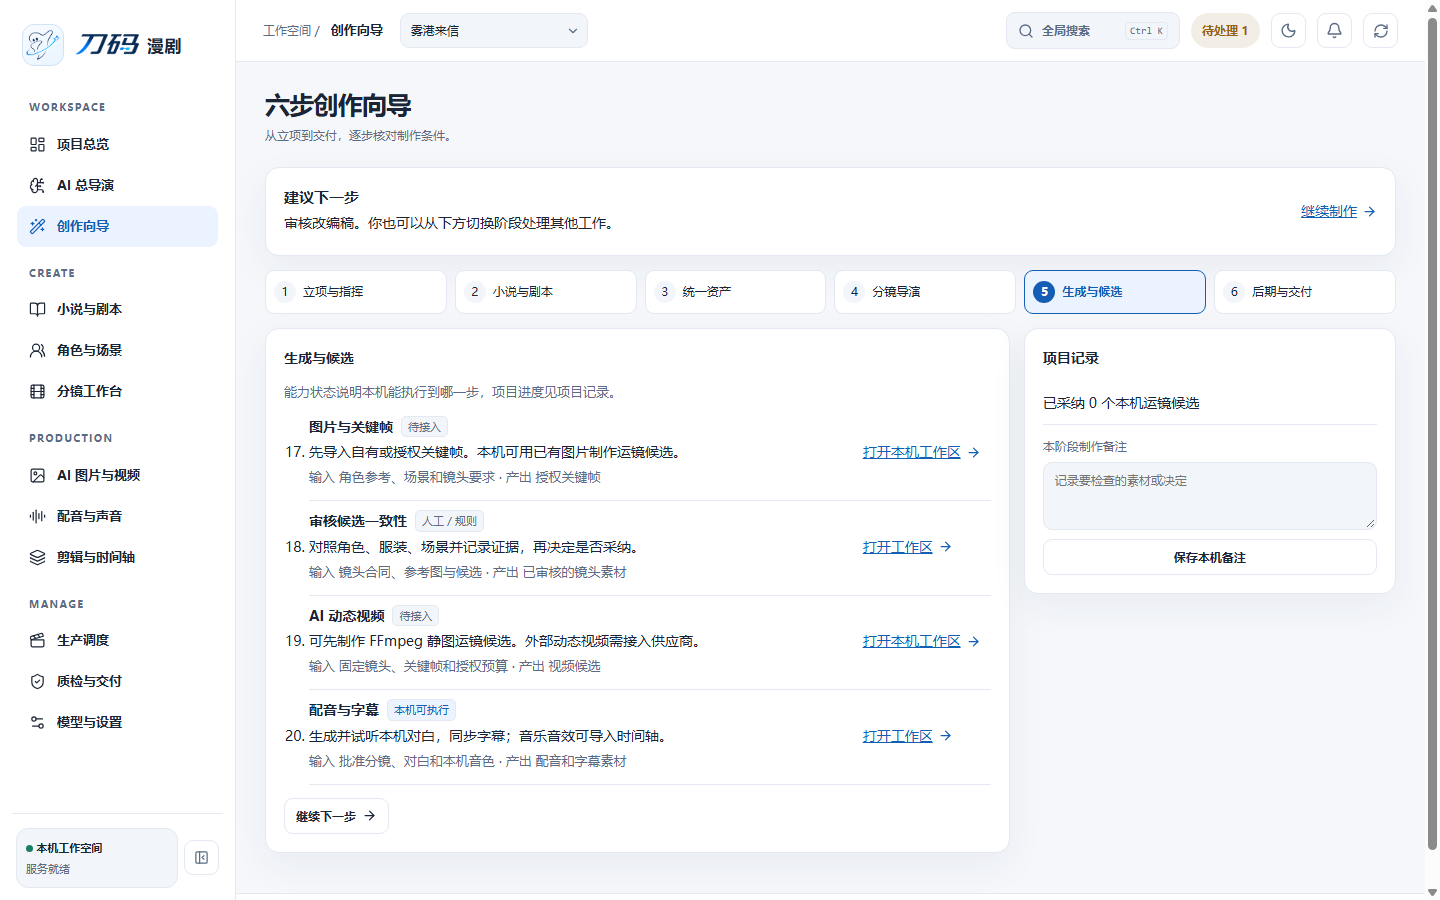 刀码 漫剧
WORKSPACE
项目总览
AI 总导演
创作向导
CREATE
小说与剧本
角色与场景
分镜工作台
PRODUCTION
AI 图片与视频
配音与声音
剪辑与时间轴
MANAGE
生产调度
质检与交付
模型与设置
本机工作空间
服务就绪
工作空间 / 创作向导 雾港来信
全局搜索 Ctrl K 待处理 1
六步创作向导
从立项到交付，逐步核对制作条件。
建议下一步
审核改编稿。你也可以从下方切换阶段处理其他工作。
继续制作
1 立项与指挥
2 小说与剧本
3 统一资产
4 分镜导演
5 生成与候选
6 后期与交付
生成与候选
能力状态说明本机能执行到哪一步，项目进度见项目记录。
图片与关键帧 待接入
17. 先导入自有或授权关键帧。本机可用已有图片制作运镜候选。
输入 角色参考、场景和镜头要求 · 产出 授权关键帧
打开本机工作区
审核候选一致性 人工 / 规则
18. 对照角色、服装、场景并记录证据，再决定是否采纳。
输入 镜头合同、参考图与候选 · 产出 已审核的镜头素材
打开工作区
AI 动态视频 待接入
19. 可先制作 FFmpeg 静图运镜候选。外部动态视频需接入供应商。
输入 固定镜头、关键帧和授权预算 · 产出 视频候选
打开本机工作区
配音与字幕 本机可执行
20. 生成并试听本机对白，同步字幕；音乐音效可导入时间轴。
输入 批准分镜、对白和本机音色 · 产出 配音和字幕素材
打开工作区
继续下一步
项目记录
已采纳 0 个本机运镜候选
本阶段制作备注
记录要检查的素材或决定
保存本机备注